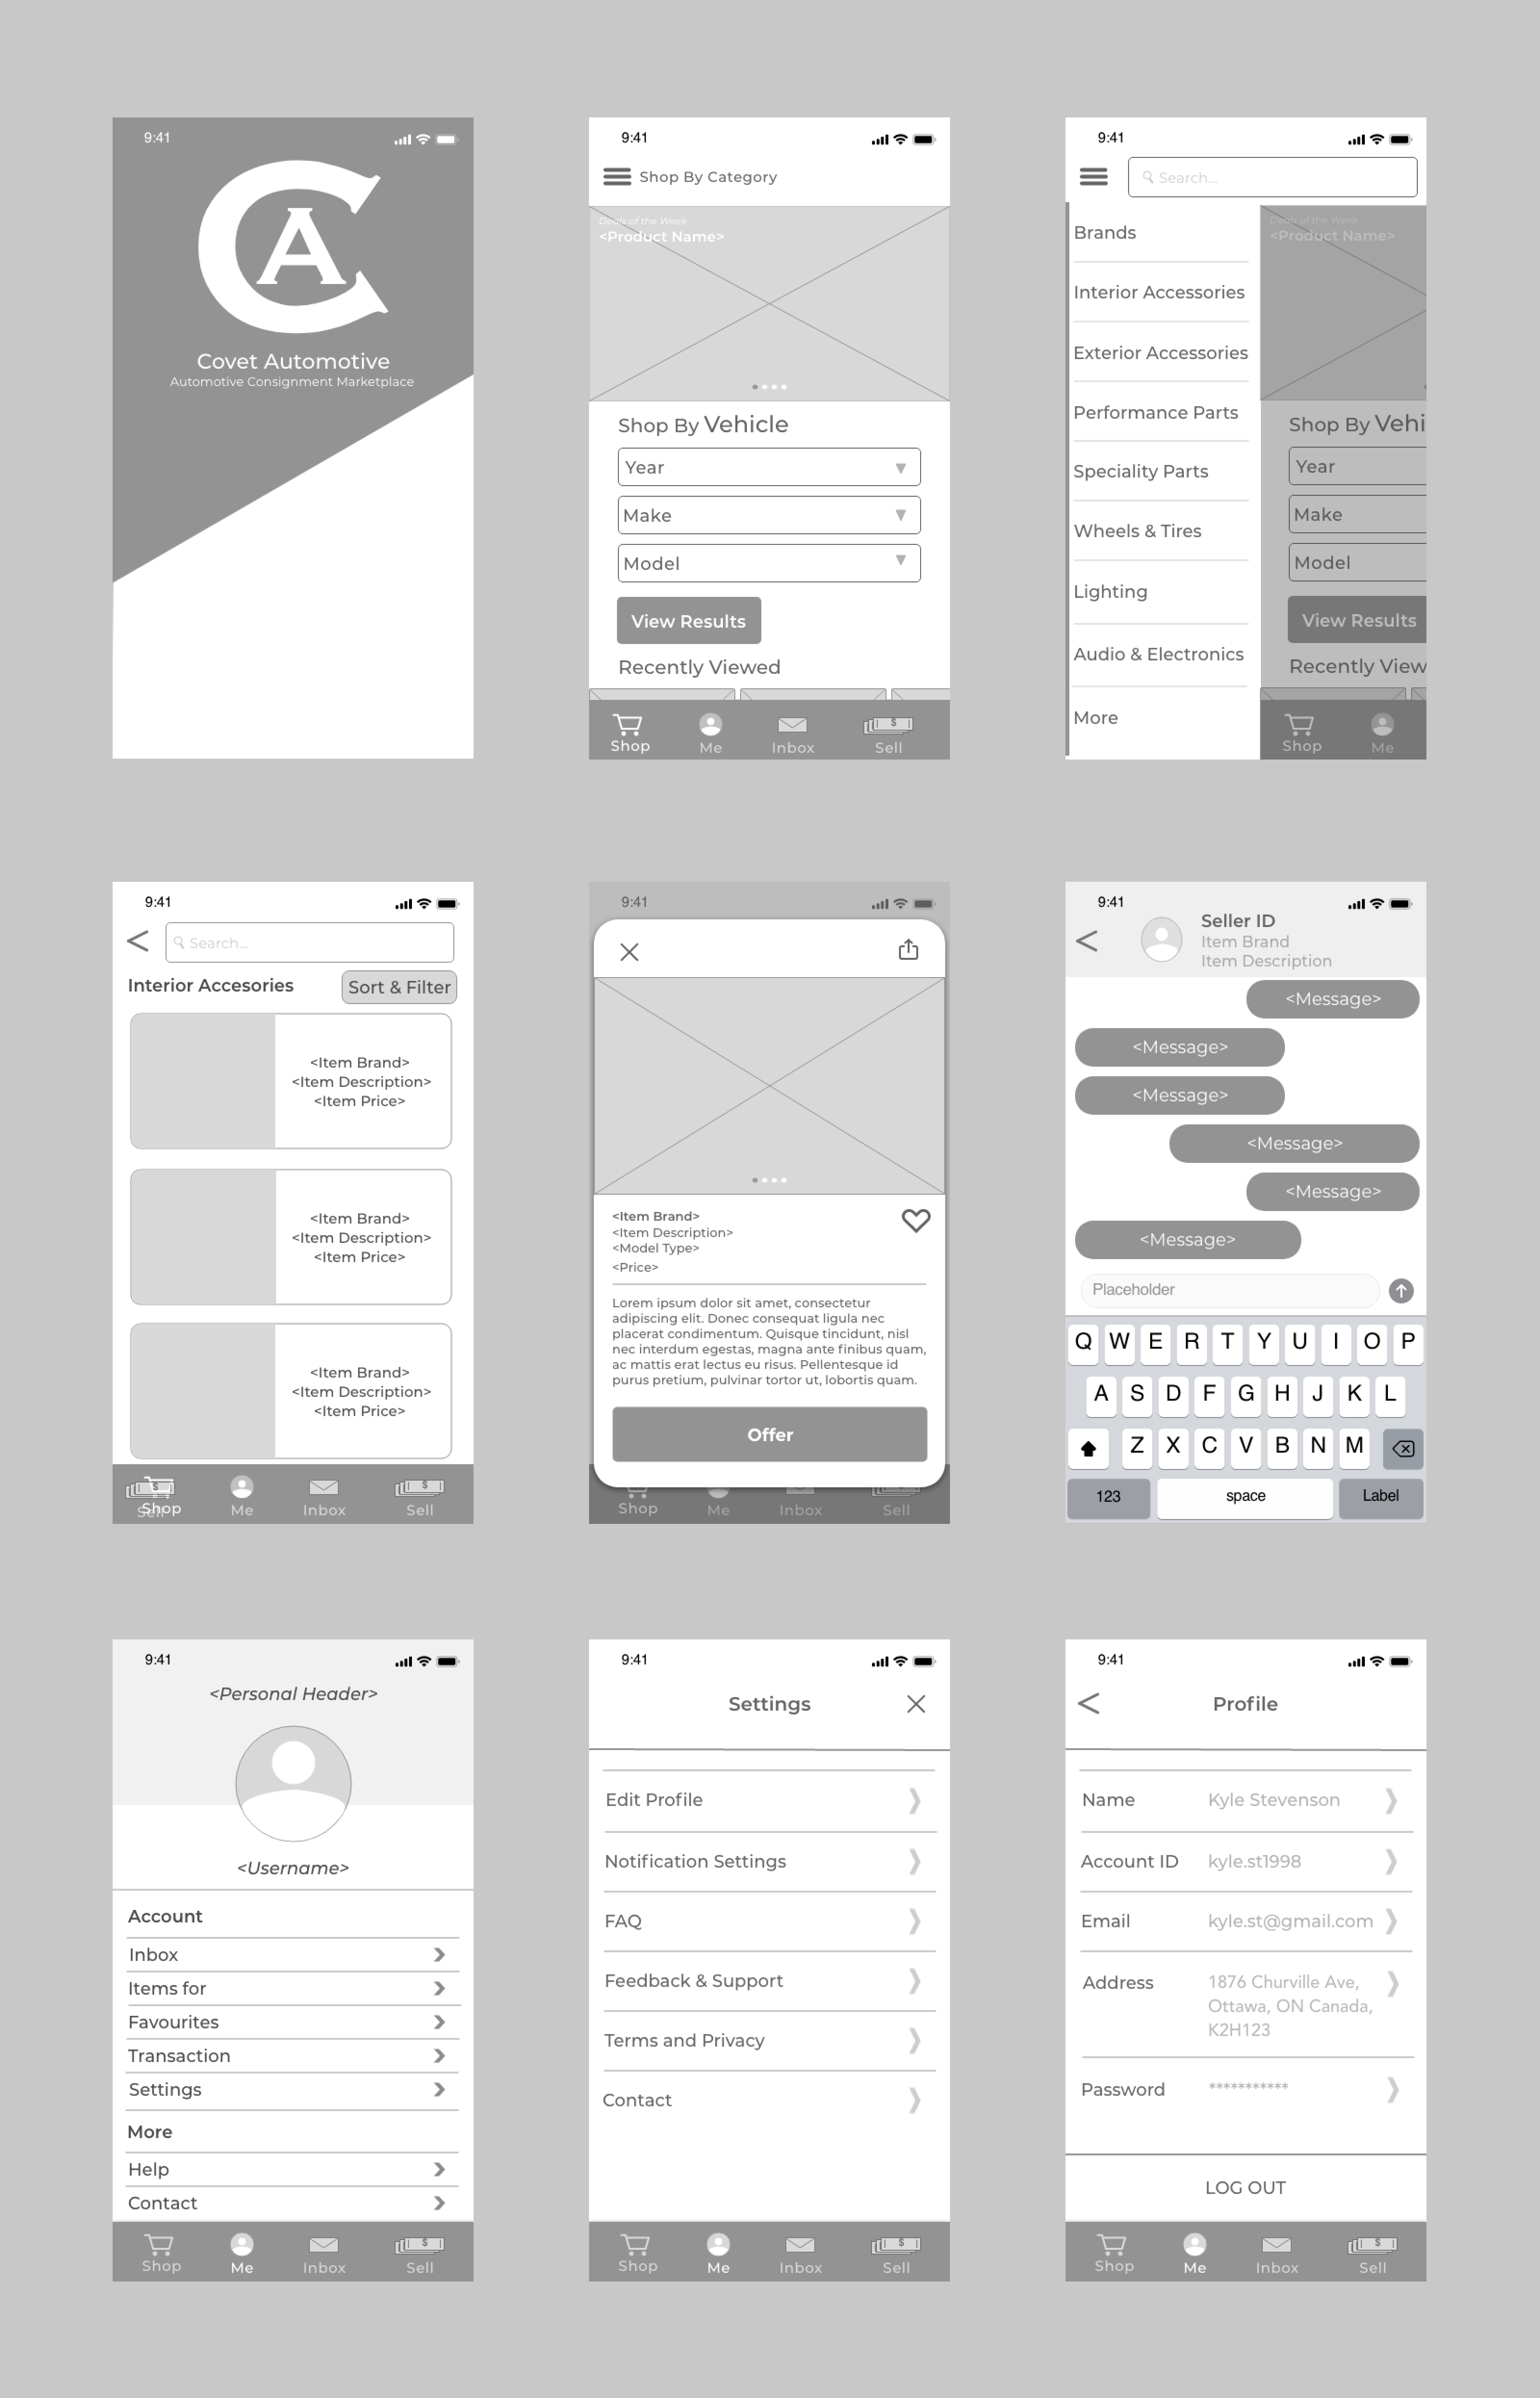 9:41
CA
Covet Automotive
Automotive Consignment Marketplace
9:41
Shop By Category
Deals of the Week
<Product Name>
Shop By Vehicle
Year
Make
Model
View Results
Recently Viewed
Shop
Me
Inbox
$
Sell
9:41
Search...
Brands
Interior Accessories
Exterior Accessories
Performance Parts
Speciality Parts
Wheels & Tires
Lighting
Audio & Electronics
More
Deals of the Week
<Product Name>
Shop By Vehi
Year
Make
Model
View Results
Recently View
Shop
Me
9:41
Search...
Interior Accesories
Sort & Filter
<Item Brand>
<Item Description>
<Item Price>
<Item Brand>
<Item Description>
<Item Price>
<Item Brand>
<Item Description>
<Item Price>
$
Sell
Shop
Me
Inbox
$
Sell
9:41
<Item Brand>
<Item Description>
<Model Type>
<Price>
Lorem ipsum dolor sit amet, consectetur
adipiscing elit. Donec consequat ligula nec
placerat condimentum. Quisque tincidunt, nisl
nec interdum egestas, magna ante finibus quam,
ac mattis erat lectus eu risus. Pellentesque id
purus pretium, pulvinar tortor ut, lobortis quam.
Offer
Shop
Me
Inbox
Sell
9:41
Seller ID
Item Brand
Item Description
<Message>
<Message>
<Message>
<Message>
<Message>
<Message>
Placeholder
Q W E R T Y U I O P
A S D F G H J K L
Z X C V B N M
123 space Label
9:41
<Personal Header>
<Username>
Account
Inbox
Items for
Favourites
Transaction
Settings
More
Help
Contact
Shop
Me
Inbox
$
Sell
9:41
Settings
Edit Profile
Notification Settings
FAQ
Feedback & Support
Terms and Privacy
Contact
Shop
Me
Inbox
$
Sell
9:41
Profile
Name Kyle Stevenson
Account ID kyle.st1998
Email kyle.st@gmail.com
Address 1876 Churville Ave,
Ottawa, ON Canada,
K2H123
Password ***********
LOG OUT
Shop
Me
Inbox
$
Sell